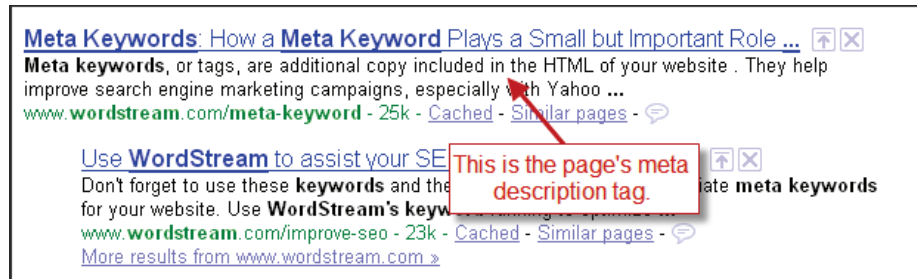 Meta Keywords: How a Meta Keyword Plays a Small but Important Role ...
Meta keywords, or tags, are additional copy included in the HTML of your website . They help
improve search engine marketing campaigns, especially with Yahoo ...
www.wordstream.com/meta-keyword - 25k - Cached - Similar pages -
Use WordStream to assist your SE
This is the page's meta
description tag.
Don't forget to use these keywords and the iate meta keywords
for your website. Use WordStream's keyw
www.wordstream.com/improve-seo - 23k - Cached - Similar pages -
More results from www.wordstream.com »